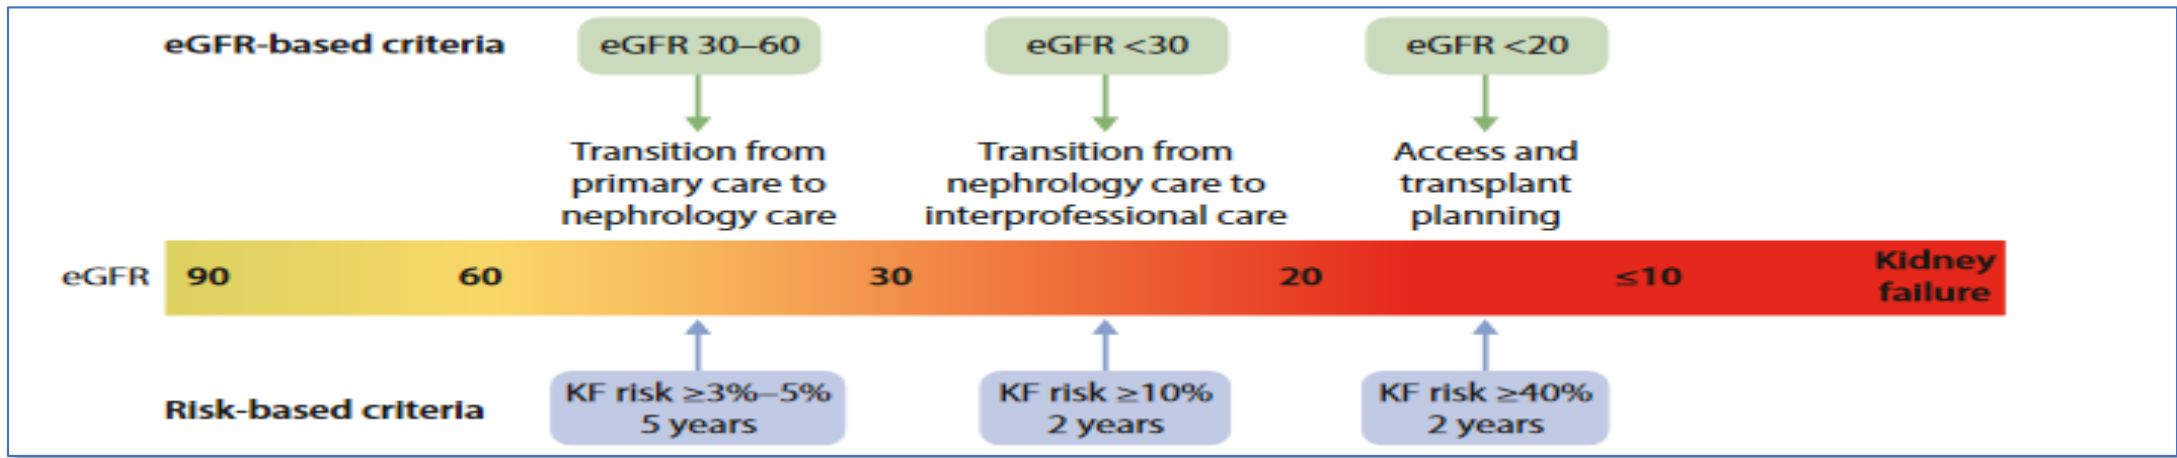 eGFR-based criteria
eGFR 30–60
eGFR <30
eGFR <20
Transition from
primary care to
nephrology care
Transition from
nephrology care to
interprofessional care
Access and
transplant
planning
eGFR
90
60
30
20
≤10
Kidney
failure
Risk-based criteria
KF risk ≥3%–5%
5 years
KF risk ≥10%
2 years
KF risk ≥40%
2 years